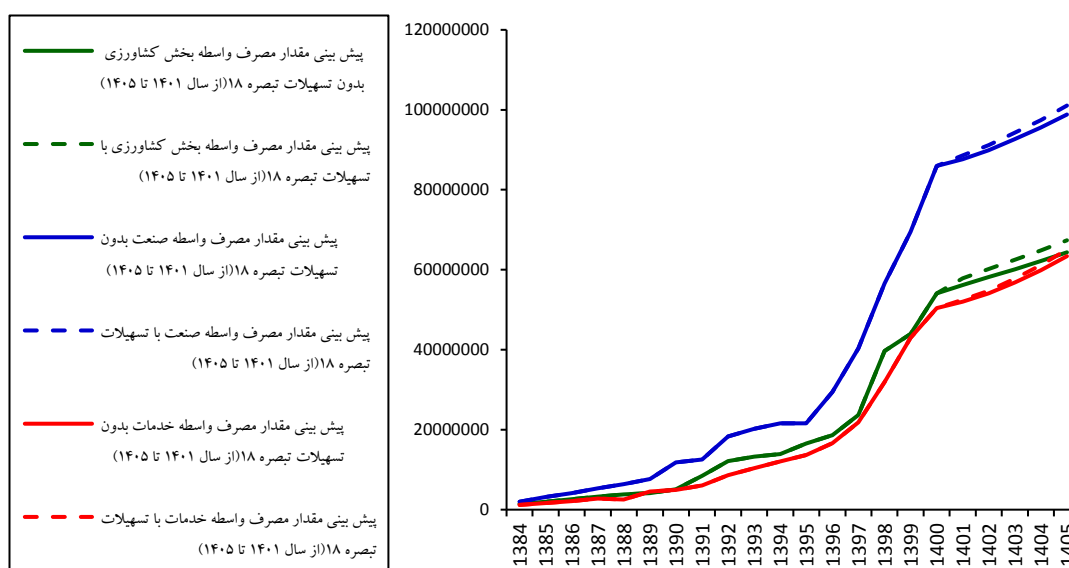 پیش بینی مقدار مصرف واسطه بخش کشاورزی
بدون تسهیلات تبصره ۱۸(از سال ۱۴۰۱ تا ۱۴۰۵)
پیش بینی مقدار مصرف واسطه بخش کشاورزی با
تسهیلات تبصره ۱۸(از سال ۱۴۰۱ تا ۱۴۰۵)
پیش بینی مقدار مصرف واسطه صنعت بدون
تسهیلات تبصره ۱۸(از سال ۱۴۰۱ تا ۱۴۰۵)
پیش بینی مقدار مصرف واسطه صنعت با تسهیلات
تبصره ۱۸(از سال ۱۴۰۱ تا ۱۴۰۵)
پیش بینی مقدار مصرف واسطه خدمات بدون
تسهیلات تبصره ۱۸(از سال ۱۴۰۱ تا ۱۴۰۵)
پیش بینی مقدار مصرف واسطه خدمات با تسهیلات
تبصره ۱۸(از سال ۱۴۰۱ تا ۱۴۰۵)
120000000
100000000
80000000
60000000
40000000
20000000
0
1384
1385
1386
1387
1388
1389
1390
1391
1392
1393
1394
1395
1396
1397
1398
1399
1400
1401
1402
1403
1404
1405